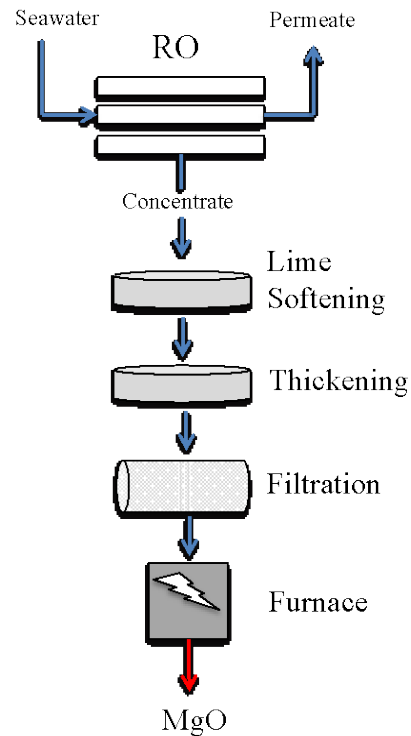 Seawater
RO
Permeate
Concentrate
Lime
Softening
Thickening
Filtration
Furnace
MgO